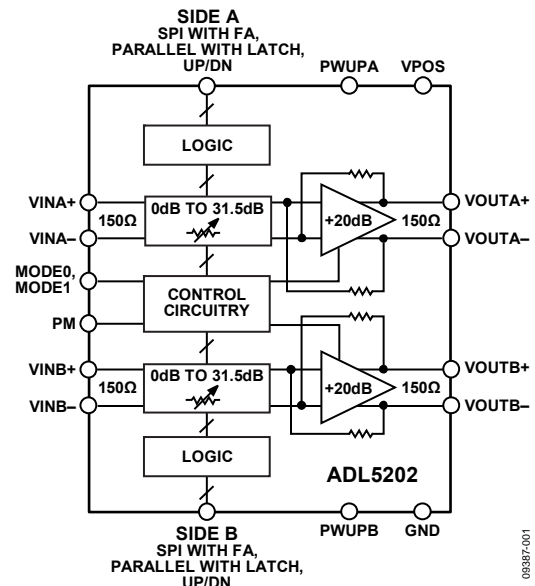 SIDE A
SPI WITH FA,
PARALLEL WITH LATCH,
UP/DN
PWUPA
VPOS
LOGIC
VINA+
150Ω
VINA–
0dB TO 31.5dB
+20dB
150Ω
VOUTA+
VOUTA–
MODE0,
MODE1
PM
CONTROL
CIRCUITRY
VINB+
150Ω
VINB–
0dB TO 31.5dB
+20dB
150Ω
VOUTB+
VOUTB–
LOGIC
ADL5202
SIDE B
SPI WITH FA,
PARALLEL WITH LATCH,
UP/DN
PWUPB
GND
09387-001